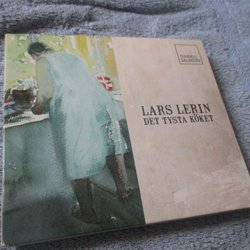 LARS LERIN
DET TYSTA KÖKET